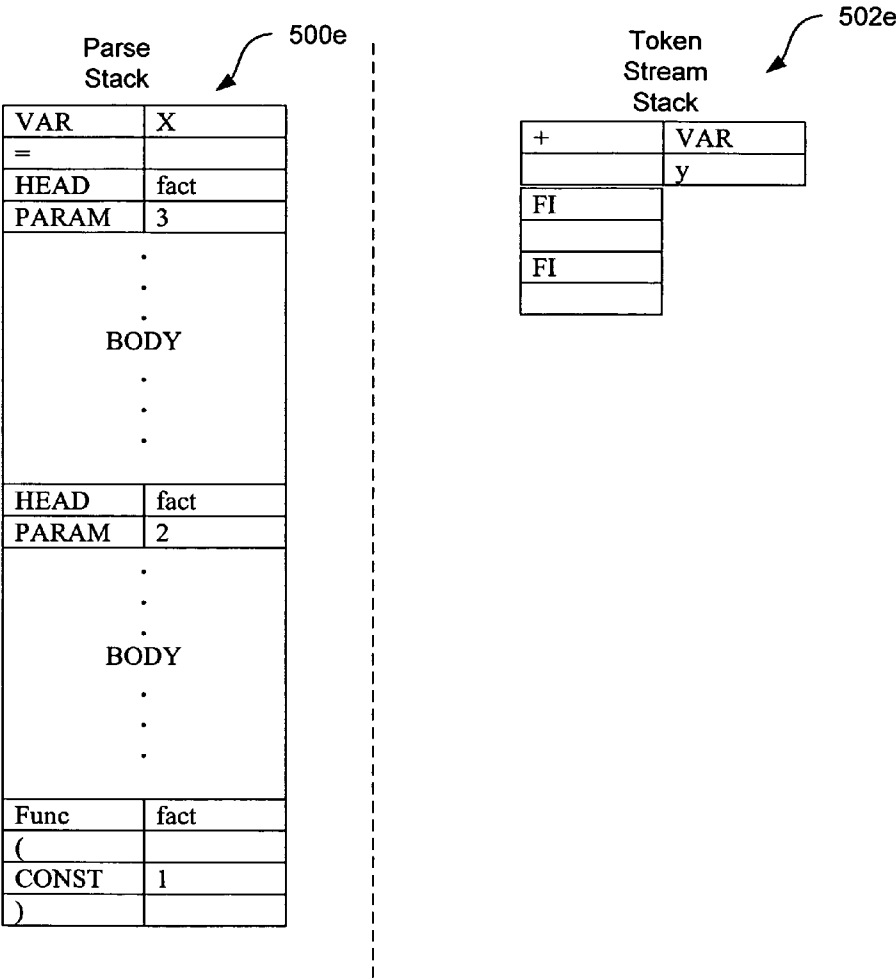 Parse
Stack
500e
VAR X
=
HEAD fact
PARAM 3
.
.
.
BODY
.
.
.
HEAD fact
PARAM 2
.
.
.
BODY
.
.
.
Func fact
(
CONST 1
)
Token
Stream
Stack
502e
+ VAR
y
FI
FI